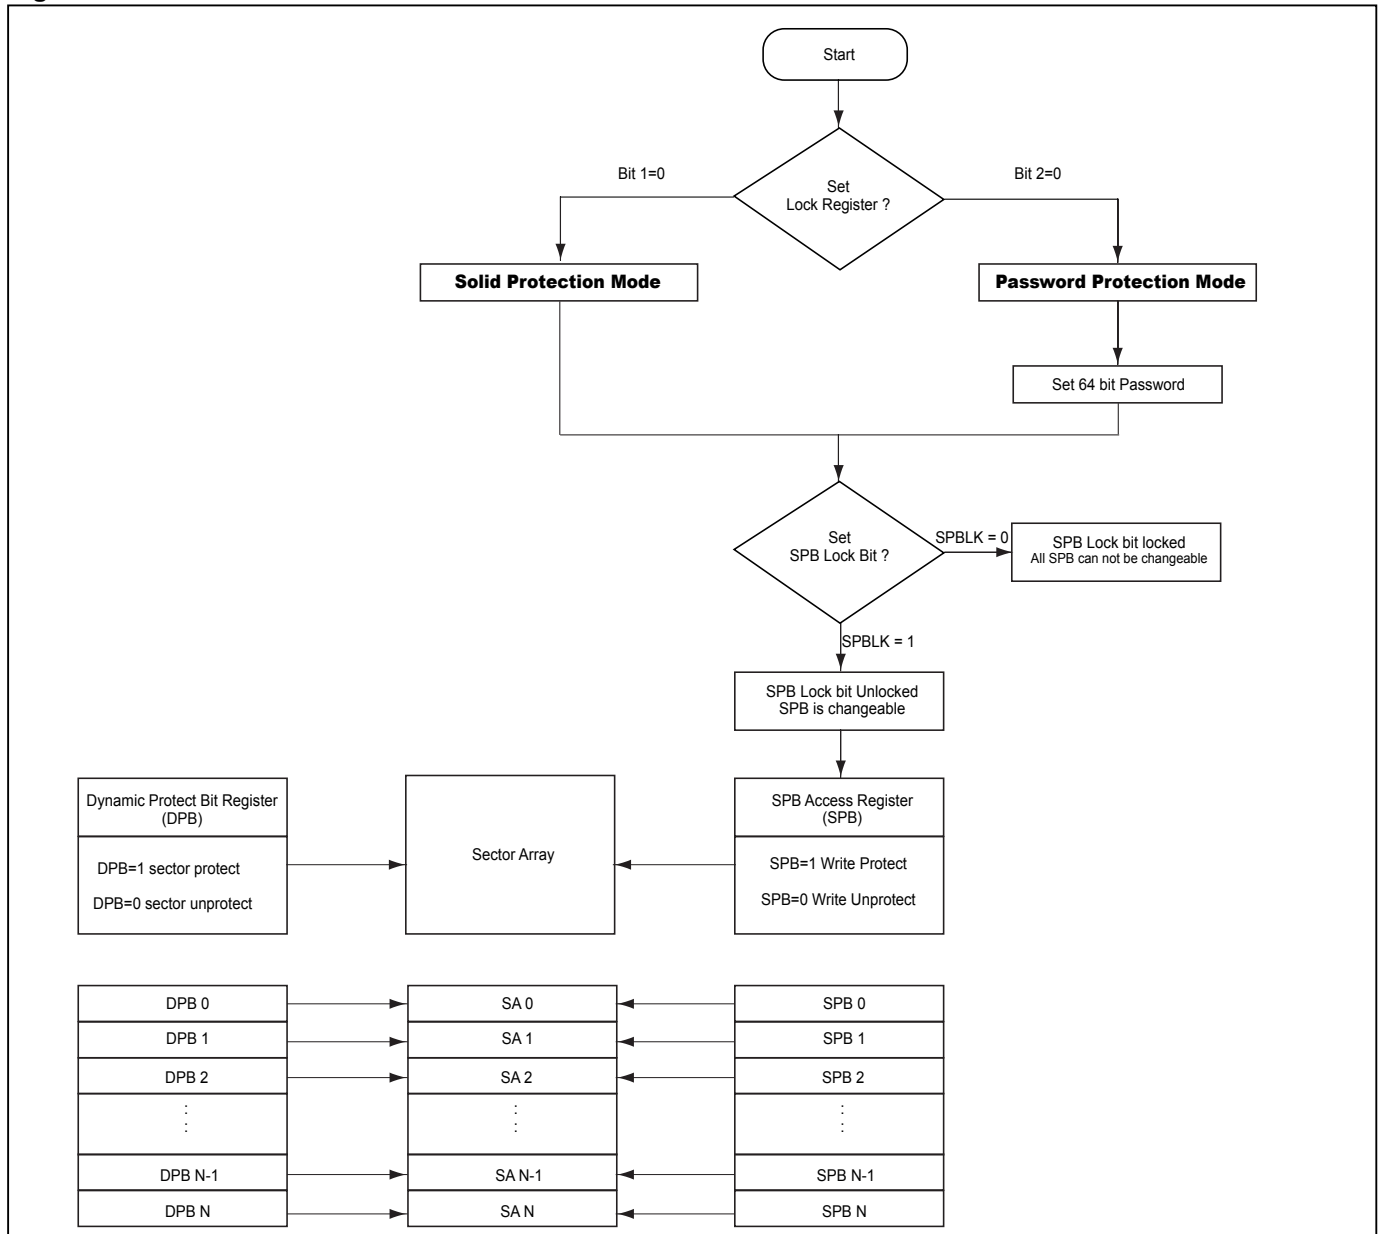 Start
Bit 1=0
Set
Lock Register ?
Bit 2=0
Solid Protection Mode
Password Protection Mode
Set 64 bit Password
Set
SPB Lock Bit ?
SPBLK = 0
SPB Lock bit locked
All SPB can not be changeable
SPBLK = 1
SPB Lock bit Unlocked
SPB is changeable
Dynamic Protect Bit Register
(DPB)
DPB=1 sector protect
DPB=0 sector unprotect
Sector Array
SPB Access Register
(SPB)
SPB=1 Write Protect
SPB=0 Write Unprotect
DPB 0
SA 0
SPB 0
DPB 1
SA 1
SPB 1
DPB 2
SA 2
SPB 2
:
:
:
:
:
:
DPB N-1
SA N-1
SPB N-1
DPB N
SA N
SPB N